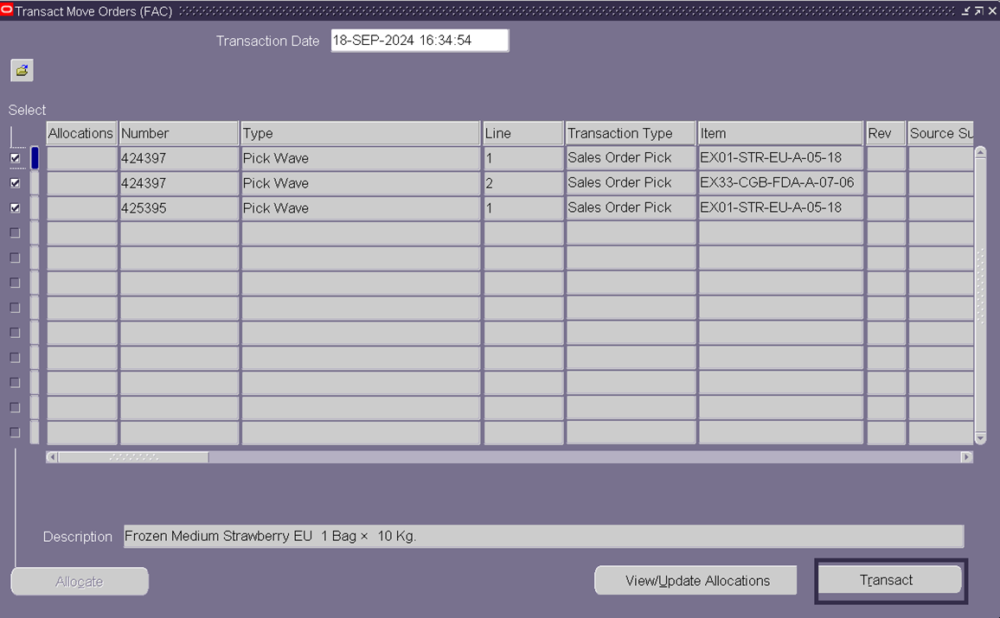 Transact Move Orders (FAC)
Transaction Date 18-SEP-2024 16:34:54
Select
Allocations Number Type Line Transaction Type Item Rev Source Su
424397 Pick Wave 1 Sales Order Pick EX01-STR-EU-A-05-18
424397 Pick Wave 2 Sales Order Pick EX33-CGB-FDA-A-07-06
425395 Pick Wave 1 Sales Order Pick EX01-STR-EU-A-05-18
Description Frozen Medium Strawberry EU 1 Bag × 10 Kg.
Allocate View/Update Allocations Transact